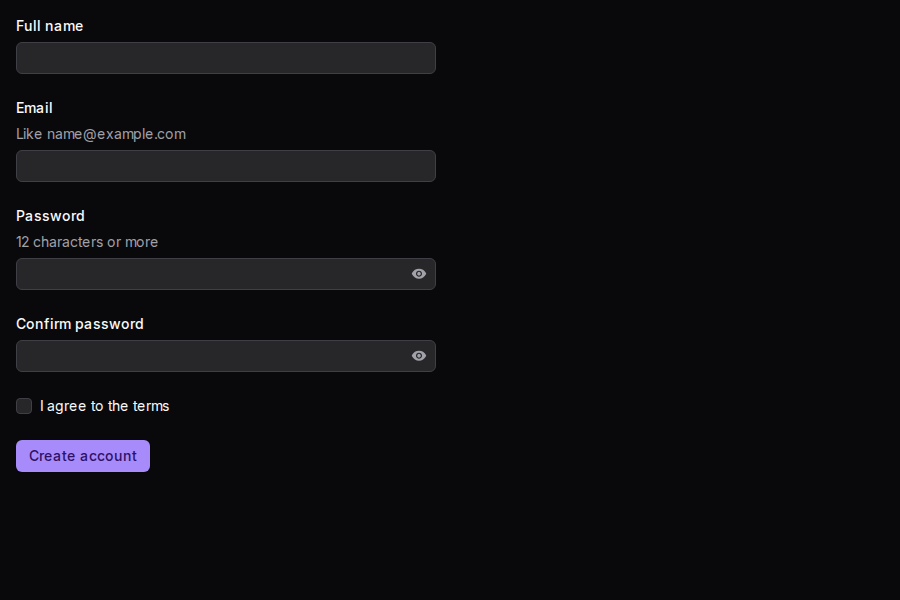 Full name
Email
Like name@example.com
Password
12 characters or more
Confirm password
I agree to the terms
Create account